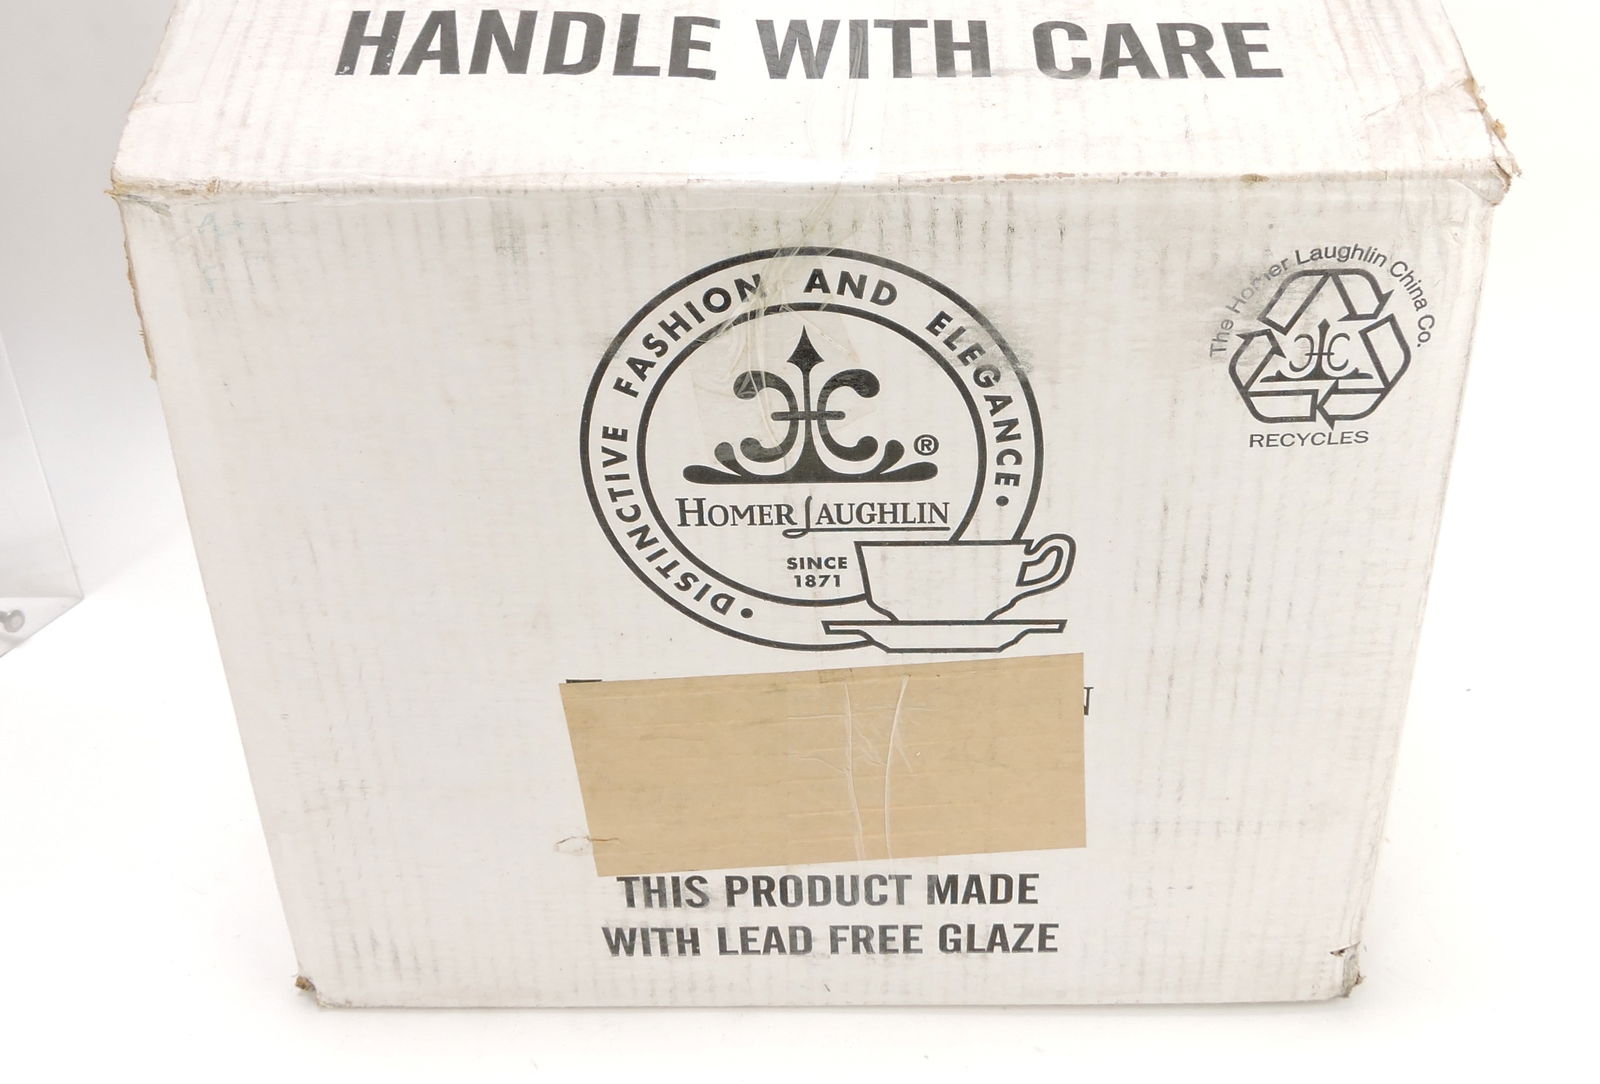 HANDLE WITH CARE
• DISTINCTIVE FASHION AND ELEGANCE •
®
HOMER LAUGHLIN
SINCE
1871
The Homer Laughlin China Co.
RECYCLES
THIS PRODUCT MADE
WITH LEAD FREE GLAZE